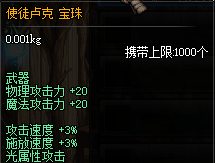 使徒卢克 宝珠
0.001kg
携带上限:1000个
武器
物理攻击力 +20
魔法攻击力 +20
攻击速度 +3%
施放速度 +3%
光属性攻击